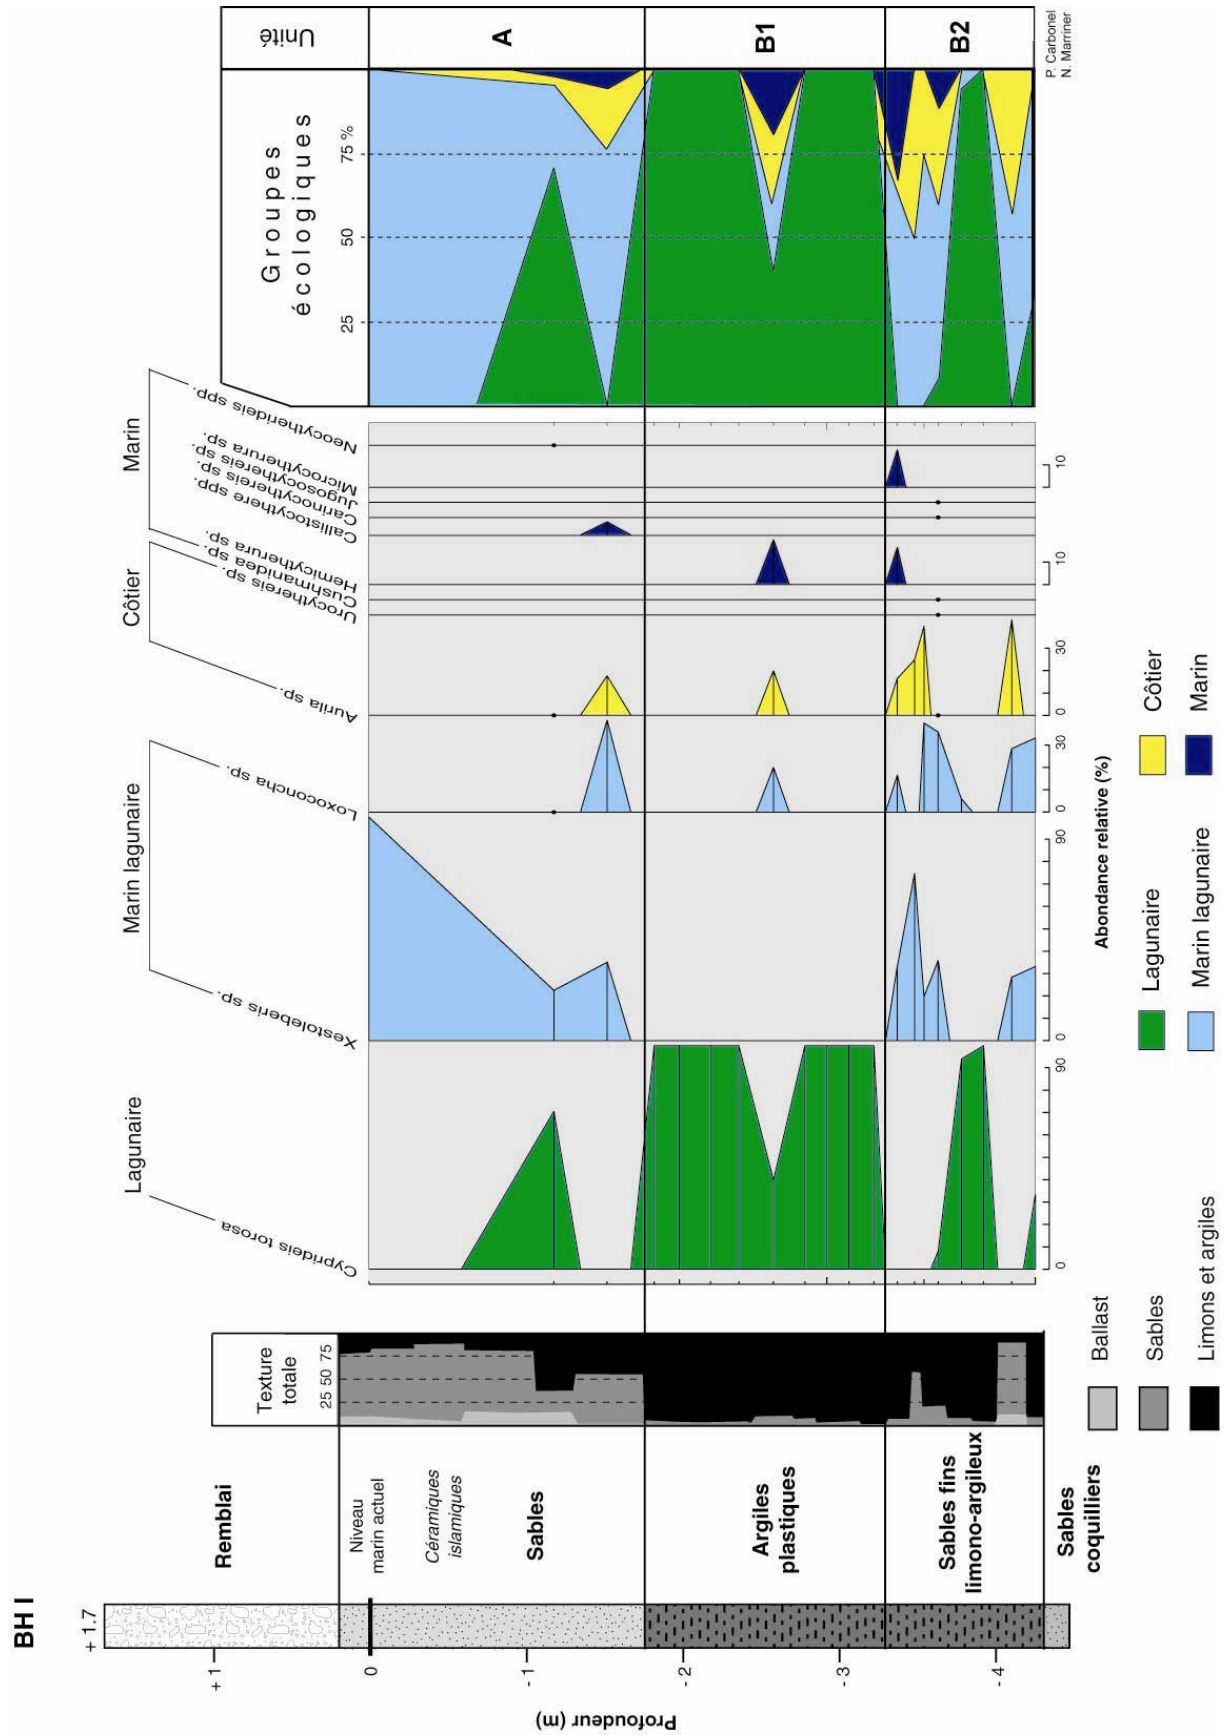 BH I
+ 1.7
+ 1
0
- 1
- 2
- 3
- 4
Profoudeur (m)
Remblai
Niveau
marin actuel
Céramiques
islamiques
Sables
Argiles
plastiques
Sables fins
limono-argileux
Sables
coquilliers
Texture
totale
25 50 75
Ballast
Sables
Limons et argiles
Lagunaire
Marin lagunaire
Côtier
Marin
Cyprideis torosa
Xestoleberis sp.
Loxoconcha sp.
Aurila sp.
Urocythereis sp.
Cushmanidea sp
Hemicytherura sp.
Callistocythere spp.
Carinocythereis sp
Jugosocythereis sp.
Microcytherura sp.
Neocytherideis spp.
0 90
0 90
0 30
0 30
10
10
Abondance relative (%)
Lagunaire
Marin lagunaire
Côtier
Marin
Groupes
écologiques
25 50 75 %
Unité
A
B1
B2
P. Carbonel
N. Marriner